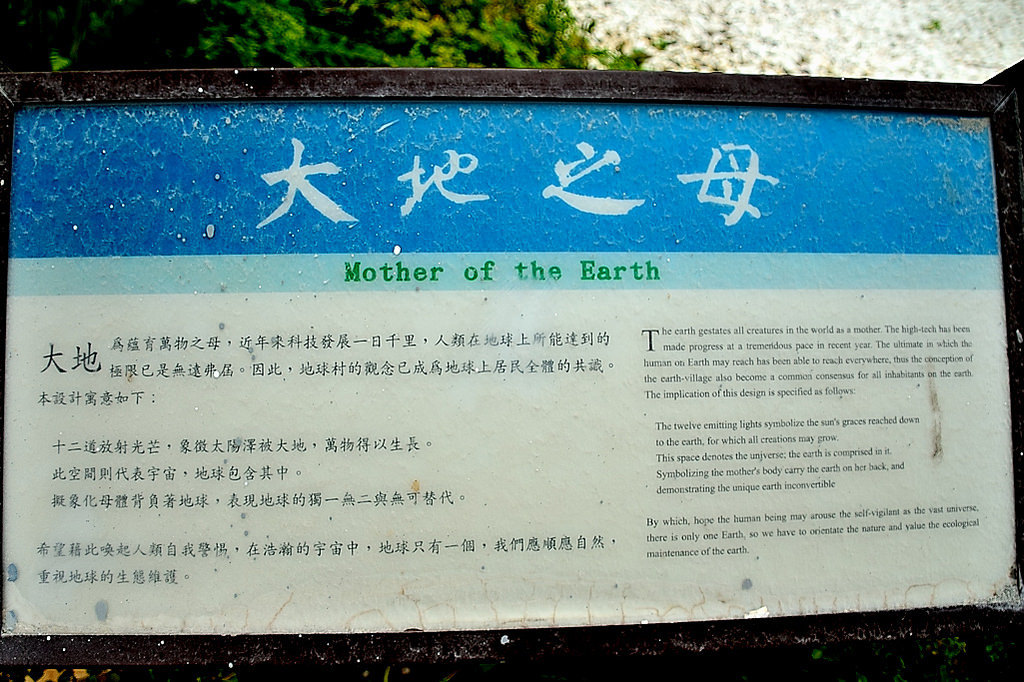 大地之母
Mother of the Earth
大地為蘊育萬物之母，近年來科技發展一日千里，人類在地球上所能達到的
極限已是無遠弗屆。因此，地球村的觀念已成為地球上居民全體的共識。
本設計寓意如下：
十二道放射光芒，象徵太陽澤被大地，萬物得以生長。
此空間則代表宇宙，地球包含其中。
擬象化母體背負著地球，表現地球的獨一無二與無可替代。
希望藉此喚起人類自我警惕，在浩瀚的宇宙中，地球只有一個，我們應順應自然，
重視地球的生態維護。
The earth gestates all creatures in the world as a mother. The high-tech has been
made progress at a tremendous pace in recent year. The ultimate in which the
human on Earth may reach has been able to reach everywhere, thus the conception of
the earth-village also become a common consensus for all inhabitants on the earth.
The implication of this design is specified as follows:
The twelve emitting lights symbolize the sun's graces reached down
to the earth, for which all creations may grow.
This space denotes the universe; the earth is comprised in it.
Symbolizing the mother's body carry the earth on her back, and
demonstrating the unique earth inconvertible
By which, hope the human being may arouse the self-vigilant as the vast universe,
there is only one Earth, so we have to orientate the nature and value the ecological
maintenance of the earth.